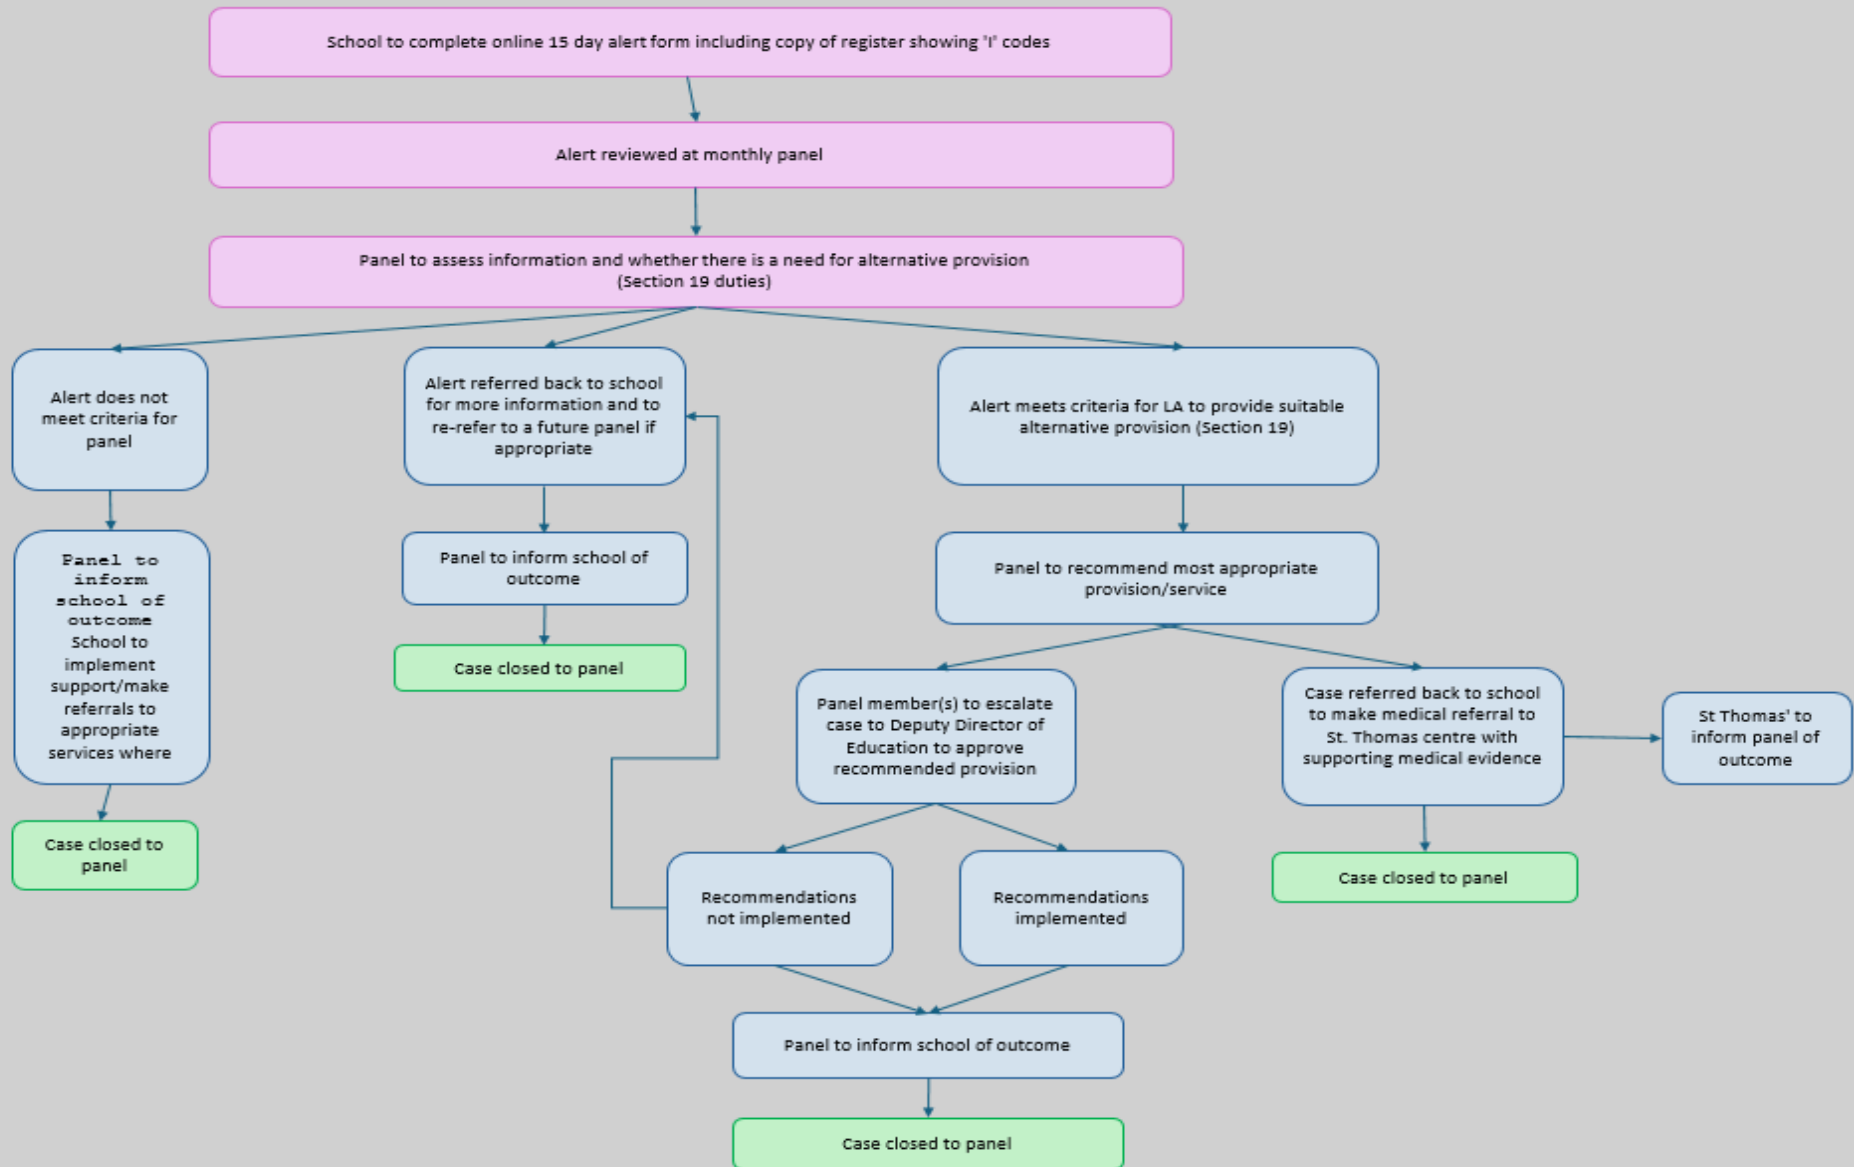 School to complete online 15 day alert form including copy of register showing 'I' codes
Alert reviewed at monthly panel
Panel to assess information and whether there is a need for alternative provision
(Section 19 duties)
Alert does not
meet criteria for
panel
Panel to
inform
school of
outcome
School to
implement
support/make
referrals to
appropriate
services where
Case closed to
panel
Alert referred back to school
for more information and to
re-refer to a future panel if
appropriate
Panel to inform school of
outcome
Case closed to panel
Alert meets criteria for LA to provide suitable
alternative provision (Section 19)
Panel to recommend most appropriate
provision/service
Panel member(s) to escalate
case to Deputy Director of
Education to approve
recommended provision
Recommendations
not implemented
Recommendations
implemented
Panel to inform school of outcome
Case closed to panel
Case referred back to school
to make medical referral to
St. Thomas centre with
supporting medical evidence
Case closed to panel
St Thomas' to
inform panel of
outcome